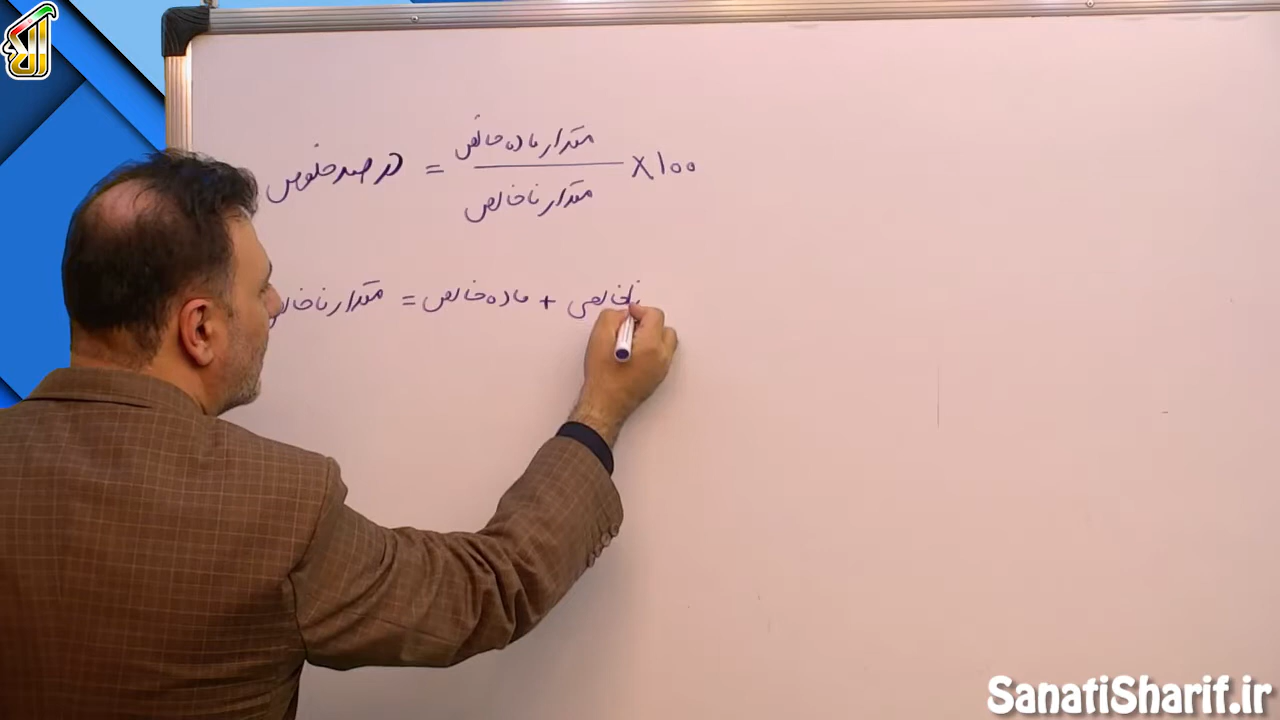 درصد خلوص = مقدار ماده خالص / مقدار ناخالص × ۱۰۰
مقدار ناخالص = ماده خالص + ناخالصی
SanatiSharif.ir